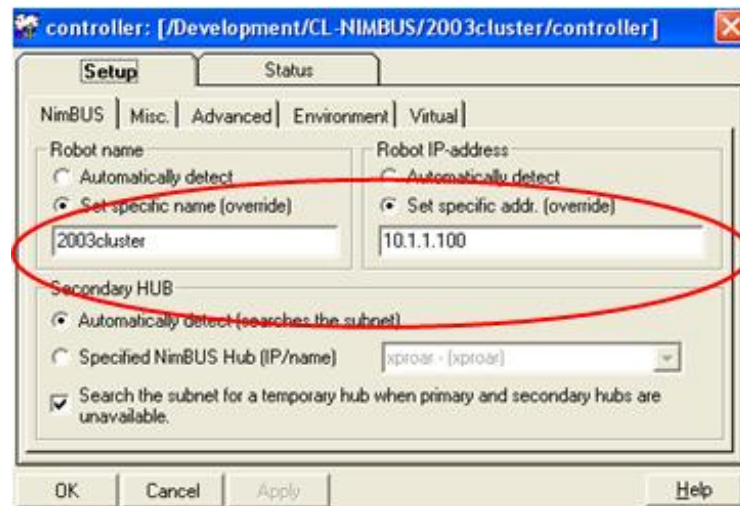 controller: [/Development/CL-NIMBUS/2003cluster/controller]
Setup Status
NimBUS Misc. Advanced Environment Virtual
Robot name Robot IP-address
Automatically detect Automatically detect
Set specific name (override) Set specific addr. (override)
2003cluster 10.1.1.100
Secondary HUB
Automatically detect (searches the subnet)
Specified NimBUS Hub (IP/name) xproar - (xproar)
Search the subnet for a temporary hub when primary and secondary hubs are
unavailable.
OK Cancel Apply Help